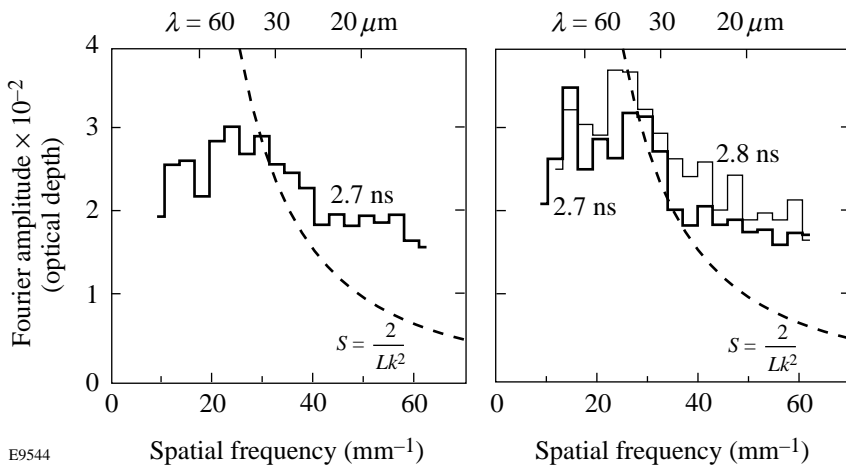 λ = 60 30 20 μm
λ = 60 30 20 μm
Fourier amplitude × 10⁻²
(optical depth)
4
3
2
1
0
2.7 ns
S = 2/Lk²
2.8 ns
2.7 ns
S = 2/Lk²
0 20 40 60
0 20 40 60
Spatial frequency (mm⁻¹)
Spatial frequency (mm⁻¹)
E9544